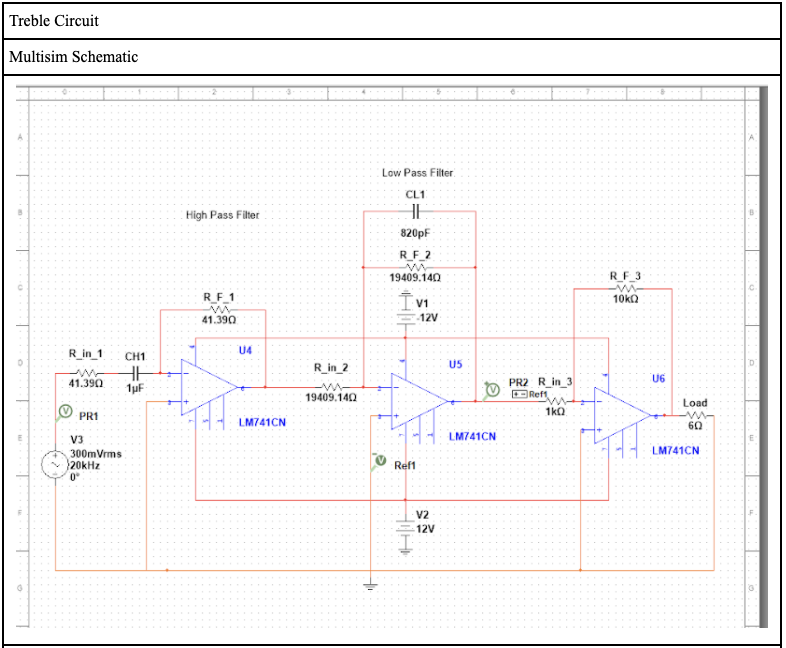 Treble Circuit
Multisim Schematic
0 1 2 3 4 5 6 7 8
A A
Low Pass Filter
CL1
B B
High Pass Filter
820pF
R_F_2
19409.14Ω
R_F_3
C C
R_F_1
10kΩ
V1
41.39Ω
-12V
R_in_1
CH1
U4
D D
R_in_2
U5
41.39Ω
1µF
U6
PR2
R_in_3
Ref1
19409.14Ω
1kΩ
Load
PR1
LM741CN
6Ω
E E
V3
LM741CN
300mVrms
LM741CN
20kHz
Ref1
0°
F F
V2
12V
G G